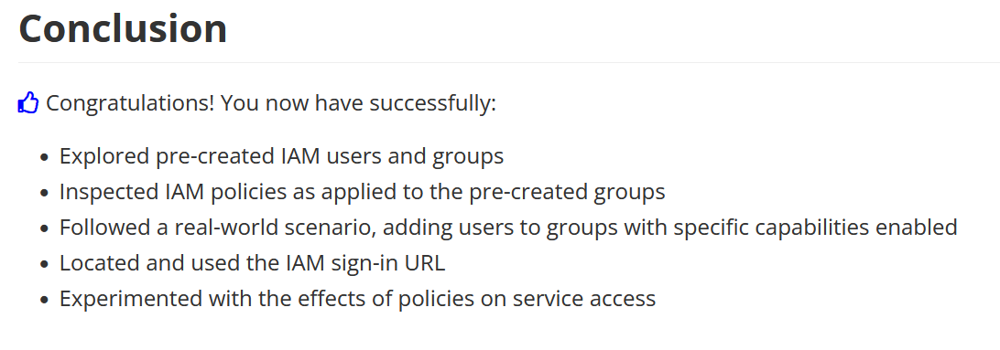 Conclusion
Congratulations! You now have successfully:
• Explored pre-created IAM users and groups
• Inspected IAM policies as applied to the pre-created groups
• Followed a real-world scenario, adding users to groups with specific capabilities enabled
• Located and used the IAM sign-in URL
• Experimented with the effects of policies on service access